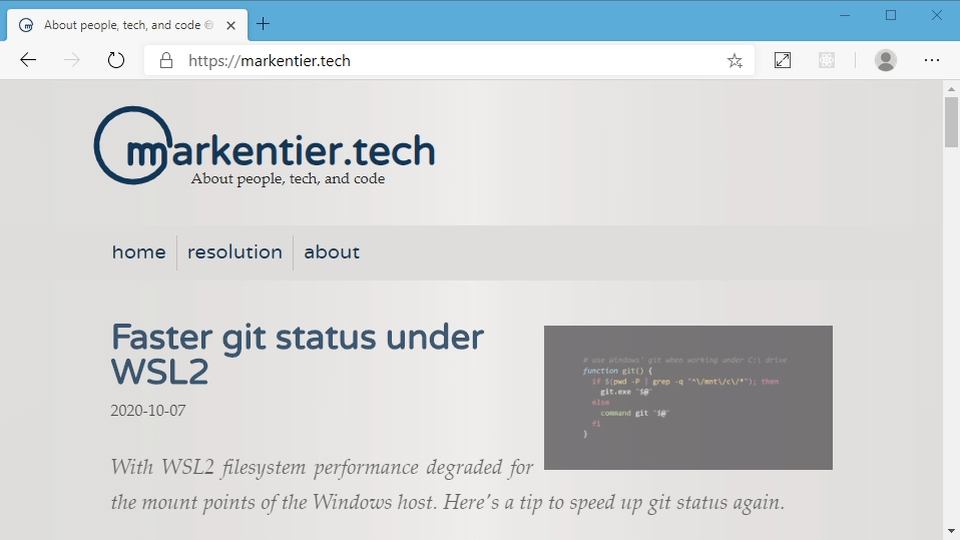 About people, tech, and code
https://markentier.tech
markentier.tech
About people, tech, and code
home
resolution
about
Faster git status under
WSL2
2020-10-07
# use Windows' git when working under C:\ drive
function git() {
if $(pwd -P | grep -q "^\/mnt\/c\/*"); then
git.exe "$@"
else
command git "$@"
fi
}
With WSL2 filesystem performance degraded for
the mount points of the Windows host. Here's a tip to speed up git status again.